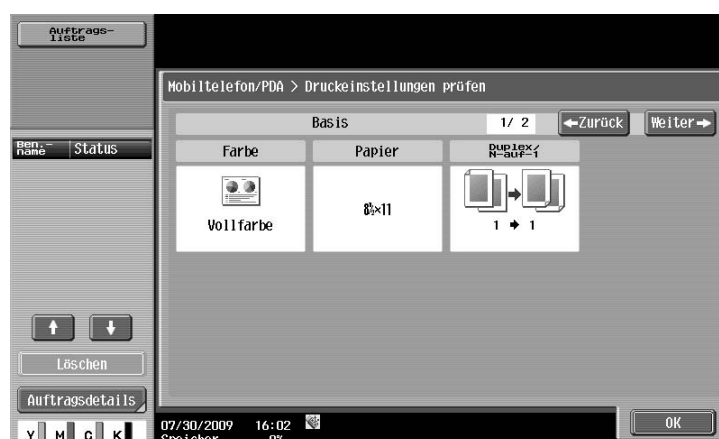 Auftrags-
liste
Mobiltelefon/PDA > Druckeinstellungen prüfen
Basis 1/ 2 ←Zurück Weiter→
Ben.-
name Status
Farbe Papier Duplex/
N-auf-1
Vollfarbe 8½×11 1 → 1
↑ ↓
Löschen
Auftragsdetails
07/30/2009 16:02
Speicher 0%
Y M C K
OK